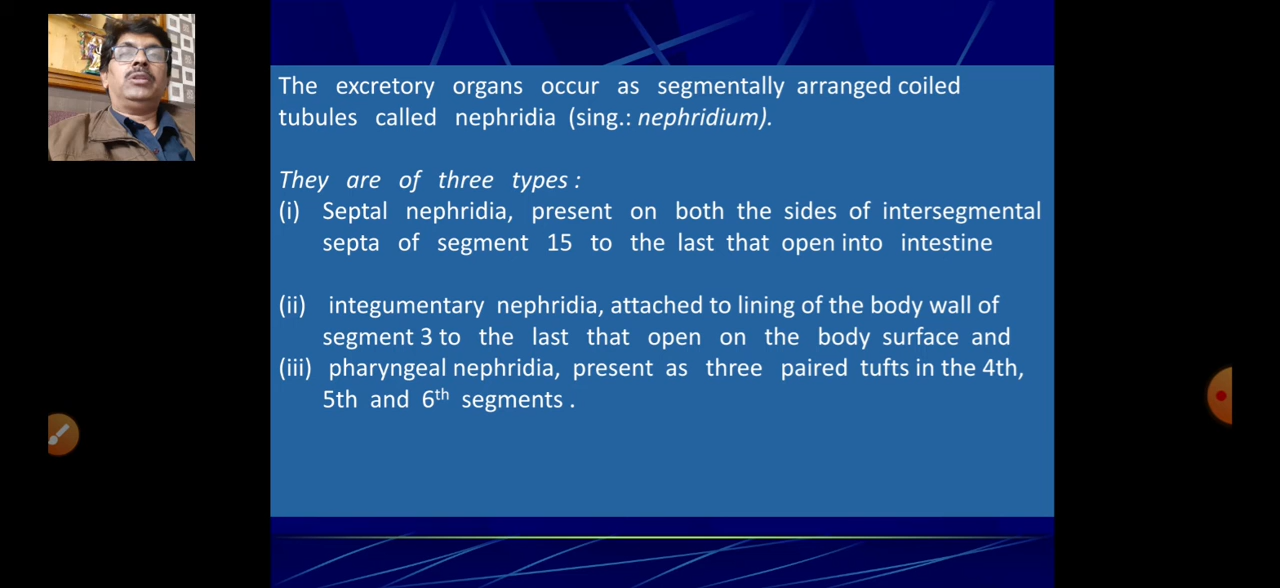 The excretory organs occur as segmentally arranged coiled
tubules called nephridia (sing.: nephridium).
They are of three types :
(i) Septal nephridia, present on both the sides of intersegmental
septa of segment 15 to the last that open into intestine
(ii) integumentary nephridia, attached to lining of the body wall of
segment 3 to the last that open on the body surface and
(iii) pharyngeal nephridia, present as three paired tufts in the 4th,
5th and 6th segments .